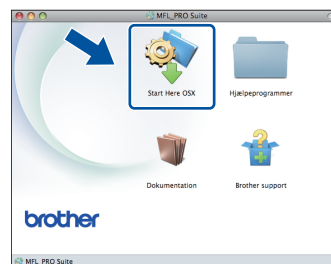 MFL_PRO Suite
Start Here OSX
Hjælpeprogrammer
Dokumentation
Brother support
brother
MFL_PRO Suite